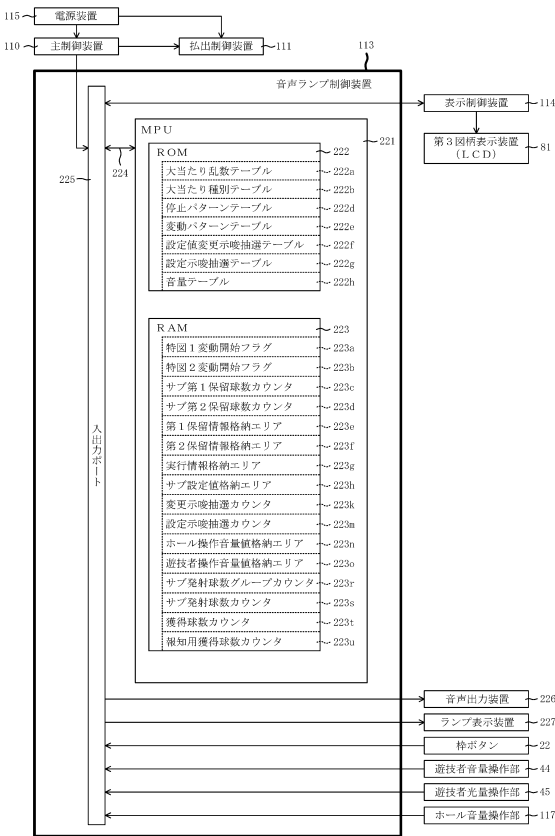 115
電源装置
110
主制御装置
払出制御装置
111
113
音声ランプ制御装置
表示制御装置
114
第3図柄表示装置
(LCD)
81
225
224
MPU
221
ROM
222
大当たり乱数テーブル
222a
大当たり種別テーブル
222b
停止パターンテーブル
222d
変動パターンテーブル
222e
設定値変更示唆抽選テーブル
222f
設定示唆抽選テーブル
222g
音量テーブル
222h
RAM
223
特図1変動開始フラグ
223a
特図2変動開始フラグ
223b
サブ第1保留球数カウンタ
223c
サブ第2保留球数カウンタ
223d
第1保留情報格納エリア
223e
第2保留情報格納エリア
223f
実行情報格納エリア
223g
サブ設定値格納エリア
223h
変更示唆抽選カウンタ
223k
設定示唆抽選カウンタ
223m
ホール操作音量値格納エリア
223n
遊技者操作音量値格納エリア
223o
サブ発射球数グループカウンタ
223r
サブ発射球数カウンタ
223s
獲得球数カウンタ
223t
報知用獲得球数カウンタ
223u
入出力ポート
音声出力装置
226
ランプ表示装置
227
枠ボタン
22
遊技者音量操作部
44
遊技者光量操作部
45
ホール音量操作部
117